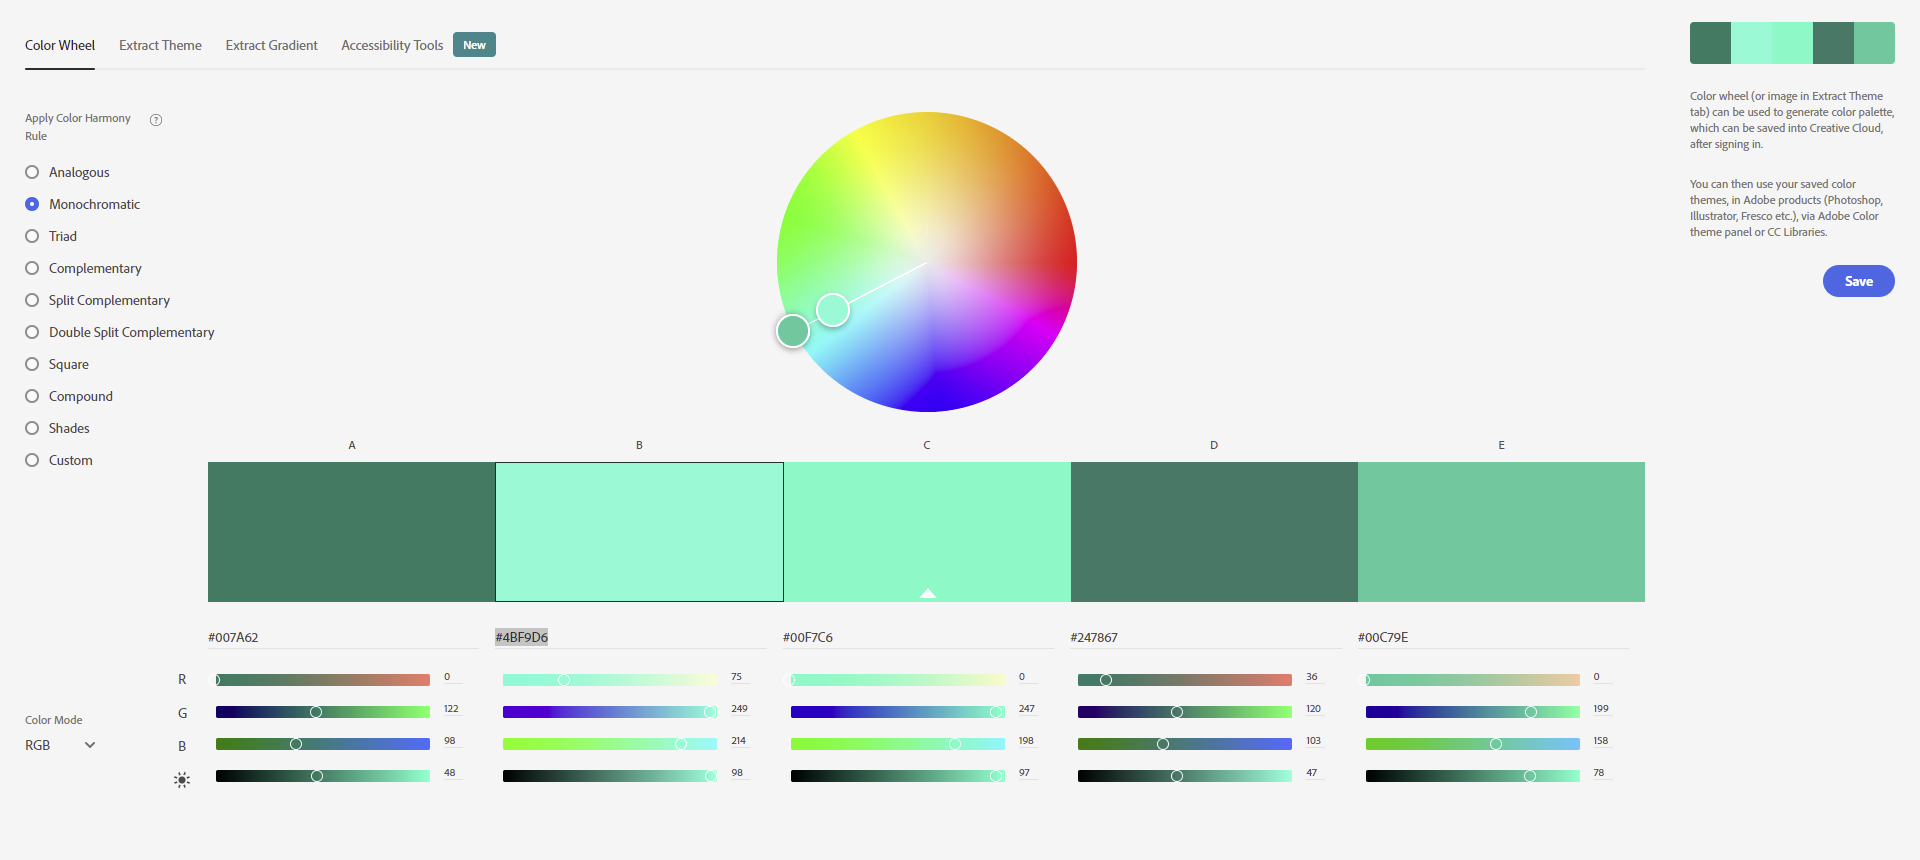 Color Wheel
Extract Theme
Extract Gradient
Accessibility Tools
New
Apply Color Harmony
Rule
?
Analogous
Monochromatic
Triad
Complementary
Split Complementary
Double Split Complementary
Square
Compound
Shades
Custom
Color wheel (or image in Extract Theme
tab) can be used to generate color palette,
which can be saved into Creative Cloud,
after signing in.
You can then use your saved color
themes, in Adobe products (Photoshop,
Illustrator, Fresco etc.), via Adobe Color
theme panel or CC Libraries.
Save
A B C D E
#007A62 #4BF9D6 #00F7C6 #247867 #00C79E
R 0 75 0 36 0
G 122 249 247 120 199
B 98 214 198 103 158
48 98 97 47 78
Color Mode
RGB